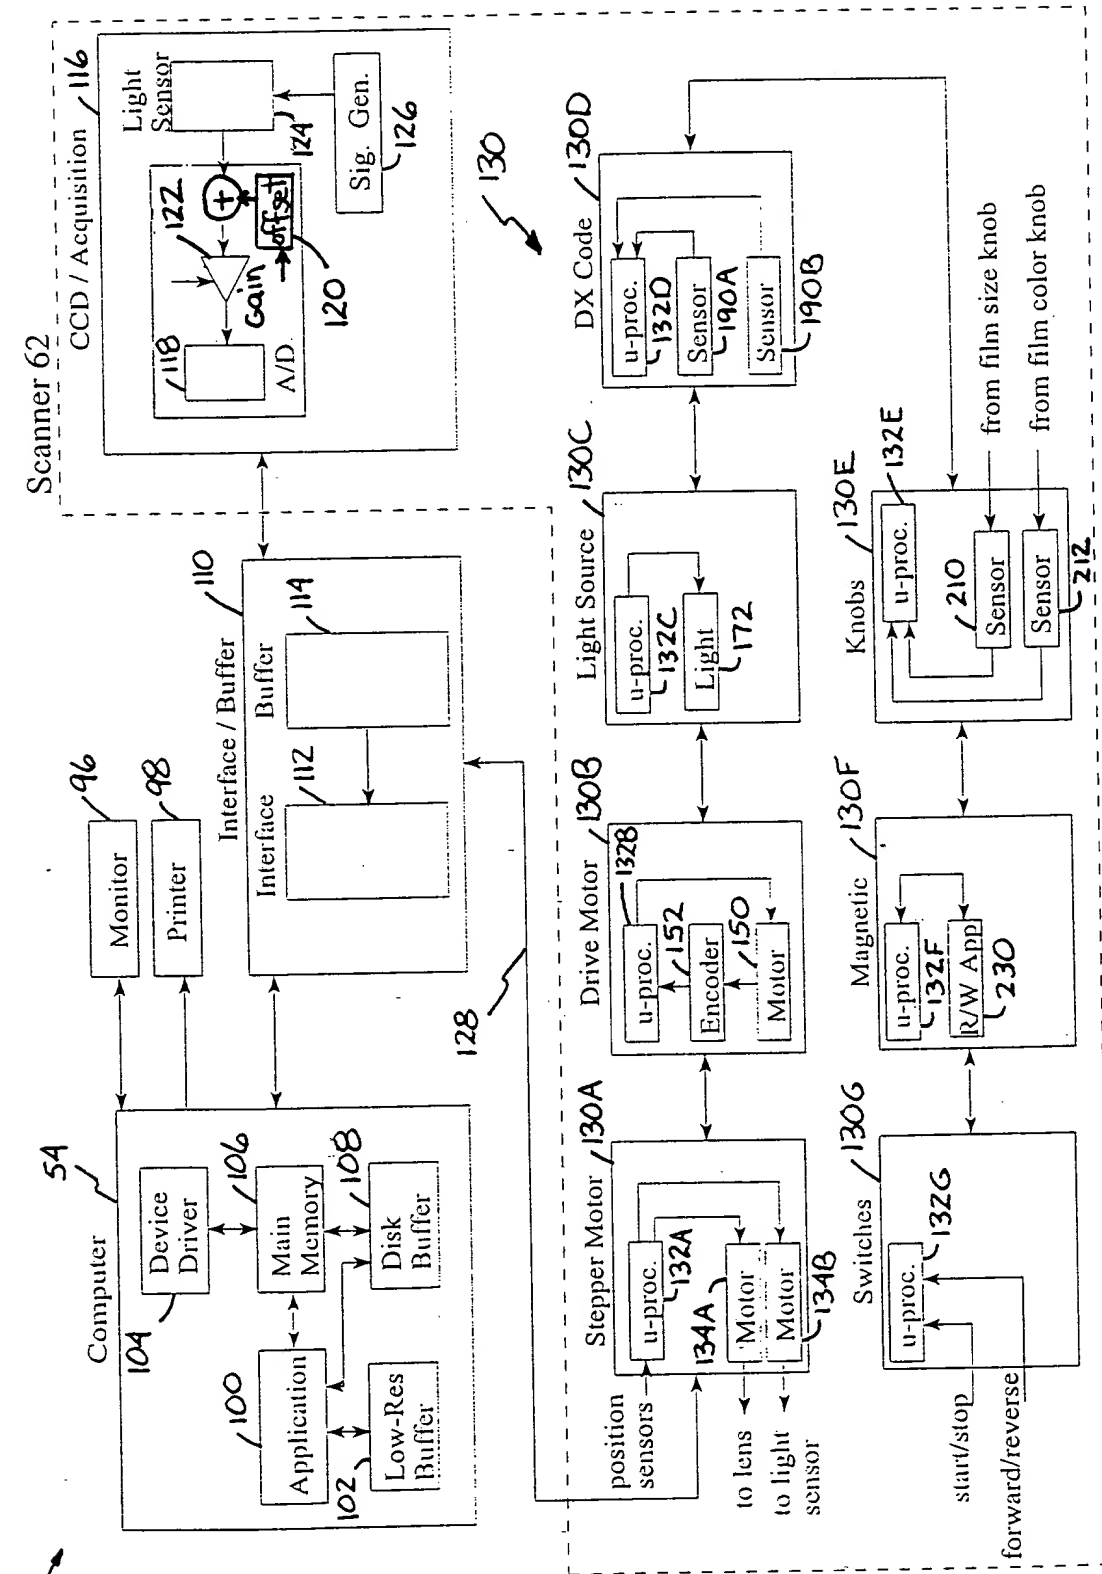 Scanner 62
CCD / Acquisition
116
Light
Sensor
124
Sig. Gen.
126
122
+
offset
120
Gain
118
A/D
Interface / Buffer
110
Buffer
114
Interface
112
Monitor
96
Printer
98
128
Computer
54
Device
Driver
104
Main
Memory
106
Disk
Buffer
108
Application
100
Low-Res
Buffer
102
130
Stepper Motor
130A
u-proc.
132A
Motor
134A
Motor
134B
position
sensors
to lens
to light
sensor
Drive Motor
130B
u-proc.
132B
152
Encoder
150
Motor
Light Source
130C
u-proc.
132C
Light
172
DX Code
130D
u-proc.
132D
Sensor
190A
Sensor
190B
Knobs
130E
u-proc.
132E
Sensor
210
Sensor
212
from film size knob
from film color knob
Magnetic
130F
u-proc.
132F
R/W App
230
Switches
130G
u-proc.
132G
start/stop
forward/reverse